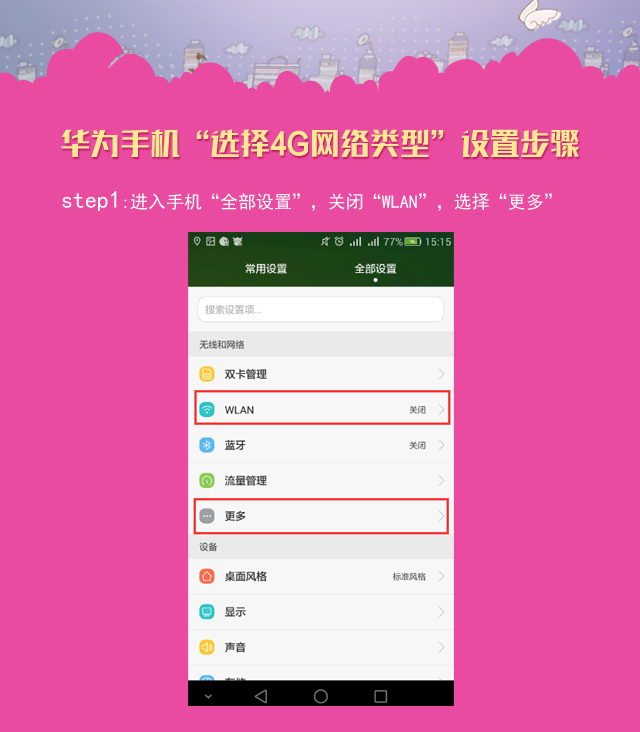 华为手机“选择4G网络类型”设置步骤
step1:进入手机“全部设置”，关闭“WLAN”，选择“更多”
77% 15:15
常用设置 全部设置
搜索设置项...
无线和网络
双卡管理
WLAN 关闭
蓝牙 关闭
流量管理
更多
设备
桌面风格 标准风格
显示
声音